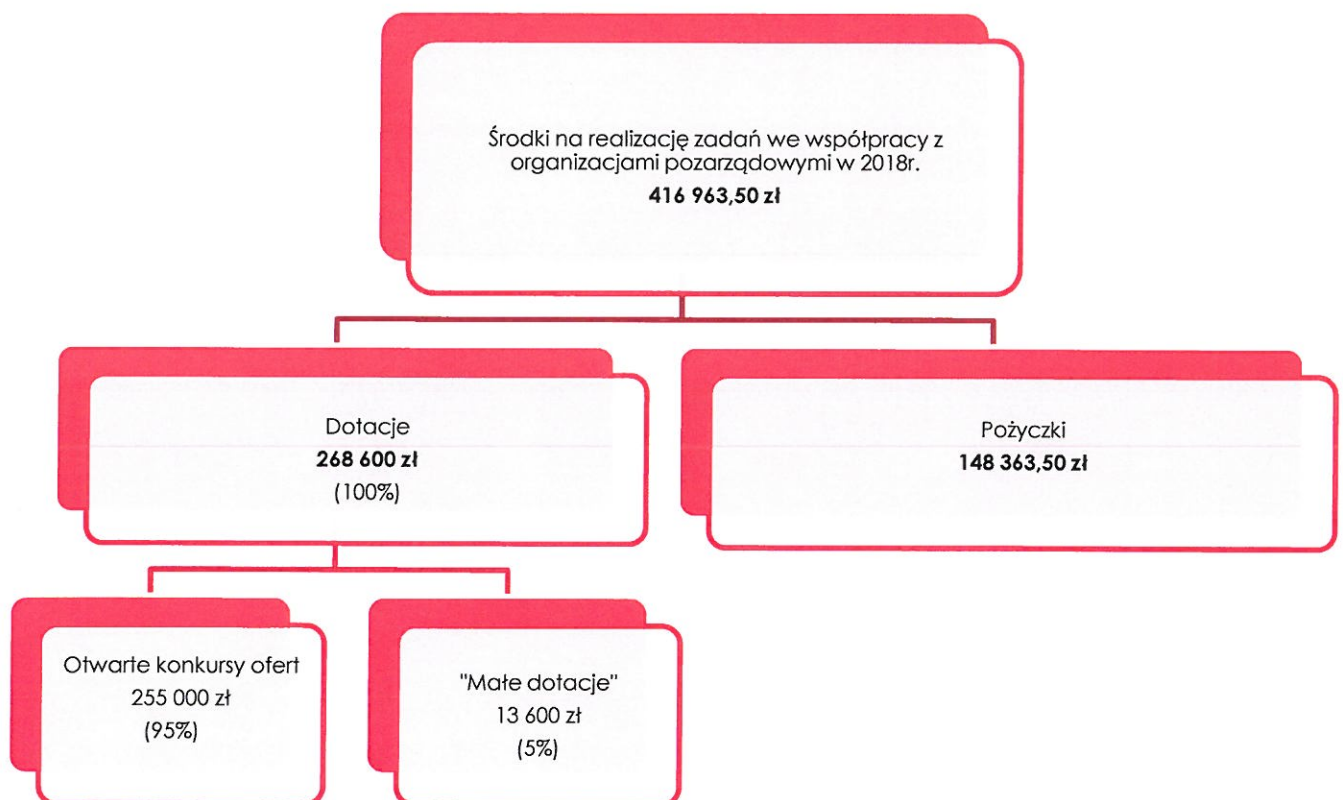 Środki na realizację zadań we współpracy z
organizacjami pozarządowymi w 2018r.
416 963,50 zł
Dotacje
268 600 zł
(100%)
Pożyczki
148 363,50 zł
Otwarte konkursy ofert
255 000 zł
(95%)
"Małe dotacje"
13 600 zł
(5%)